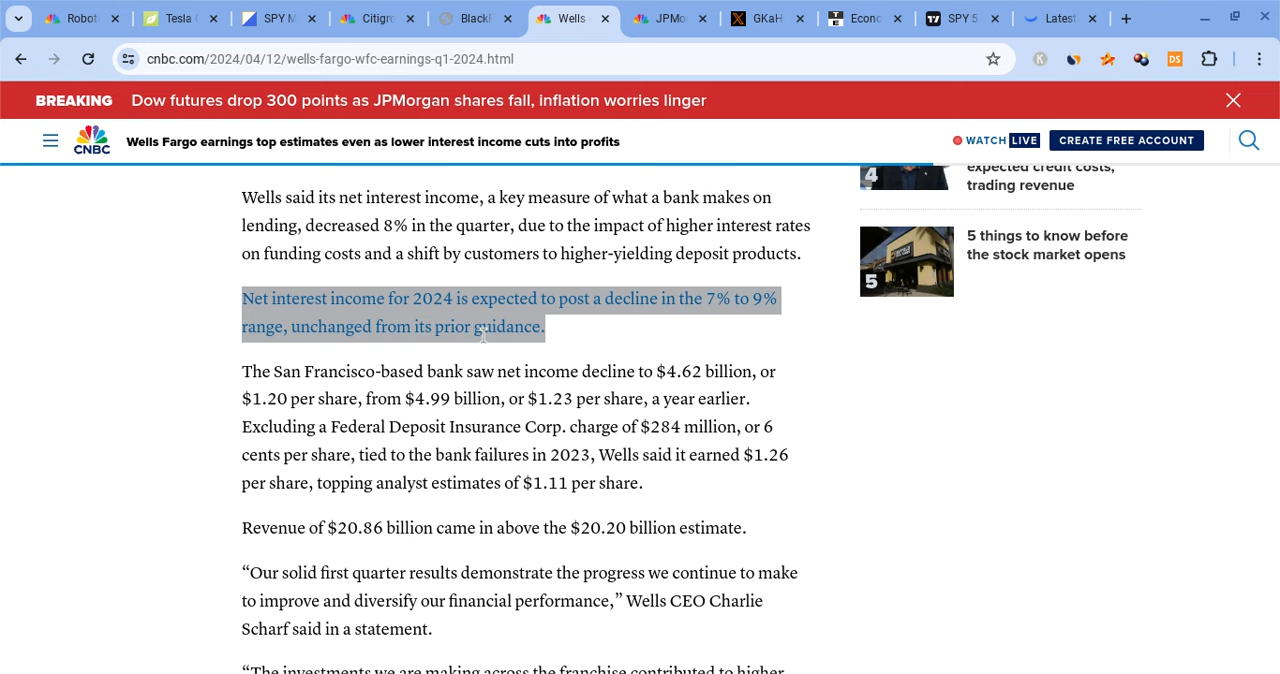 Robot
Tesla
SPY M
Citigro
Black
Wells
JPMo
GKaH
Econo
SPY 5
Latest
cnbc.com/2024/04/12/wells-fargo-wfc-earnings-q1-2024.html
K
DS
BREAKING Dow futures drop 300 points as JPMorgan shares fall, inflation worries linger
CNBC
Wells Fargo earnings top estimates even as lower interest income cuts into profits
WATCH LIVE
CREATE FREE ACCOUNT
Wells said its net interest income, a key measure of what a bank makes on
lending, decreased 8% in the quarter, due to the impact of higher interest rates
on funding costs and a shift by customers to higher-yielding deposit products.
Net interest income for 2024 is expected to post a decline in the 7% to 9%
range, unchanged from its prior guidance.
The San Francisco-based bank saw net income decline to $4.62 billion, or
$1.20 per share, from $4.99 billion, or $1.23 per share, a year earlier.
Excluding a Federal Deposit Insurance Corp. charge of $284 million, or 6
cents per share, tied to the bank failures in 2023, Wells said it earned $1.26
per share, topping analyst estimates of $1.11 per share.
Revenue of $20.86 billion came in above the $20.20 billion estimate.
“Our solid first quarter results demonstrate the progress we continue to make
to improve and diversify our financial performance,” Wells CEO Charlie
Scharf said in a statement.
“The investments we are making across the franchise contributed to higher
4
expected credit costs,
trading revenue
5
5 things to know before
the stock market opens